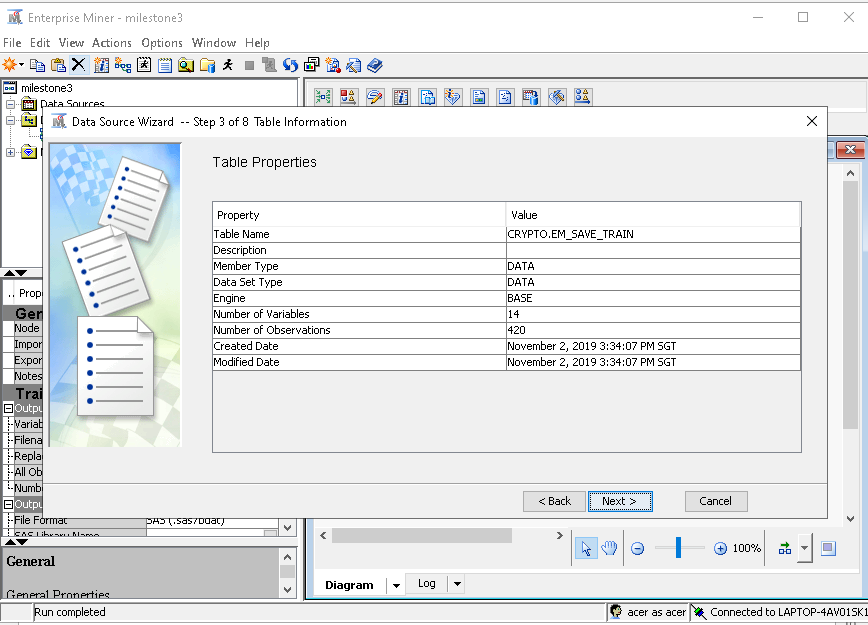 Enterprise Miner - milestone3
File Edit View Actions Options Window Help
milestone3
Data Sources
Data Source Wizard -- Step 3 of 8 Table Information
Table Properties
Property Value
Table Name CRYPTO.EM_SAVE_TRAIN
Description
Member Type DATA
Data Set Type DATA
Engine BASE
Number of Variables 14
Number of Observations 420
Created Date November 2, 2019 3:34:07 PM SGT
Modified Date November 2, 2019 3:34:07 PM SGT
< Back Next > Cancel
.. Prope
Gen
Node
Impor
Expor
Notes
Trai
Outpu
Variab
Filena
Repla
All Ob
Numb
Outpu
File Format SAS (.sas7bdat)
SAS Library Name
General
General Properties
100%
Diagram Log
Run completed
acer as acer Connected to LAPTOP-4AV01SK1